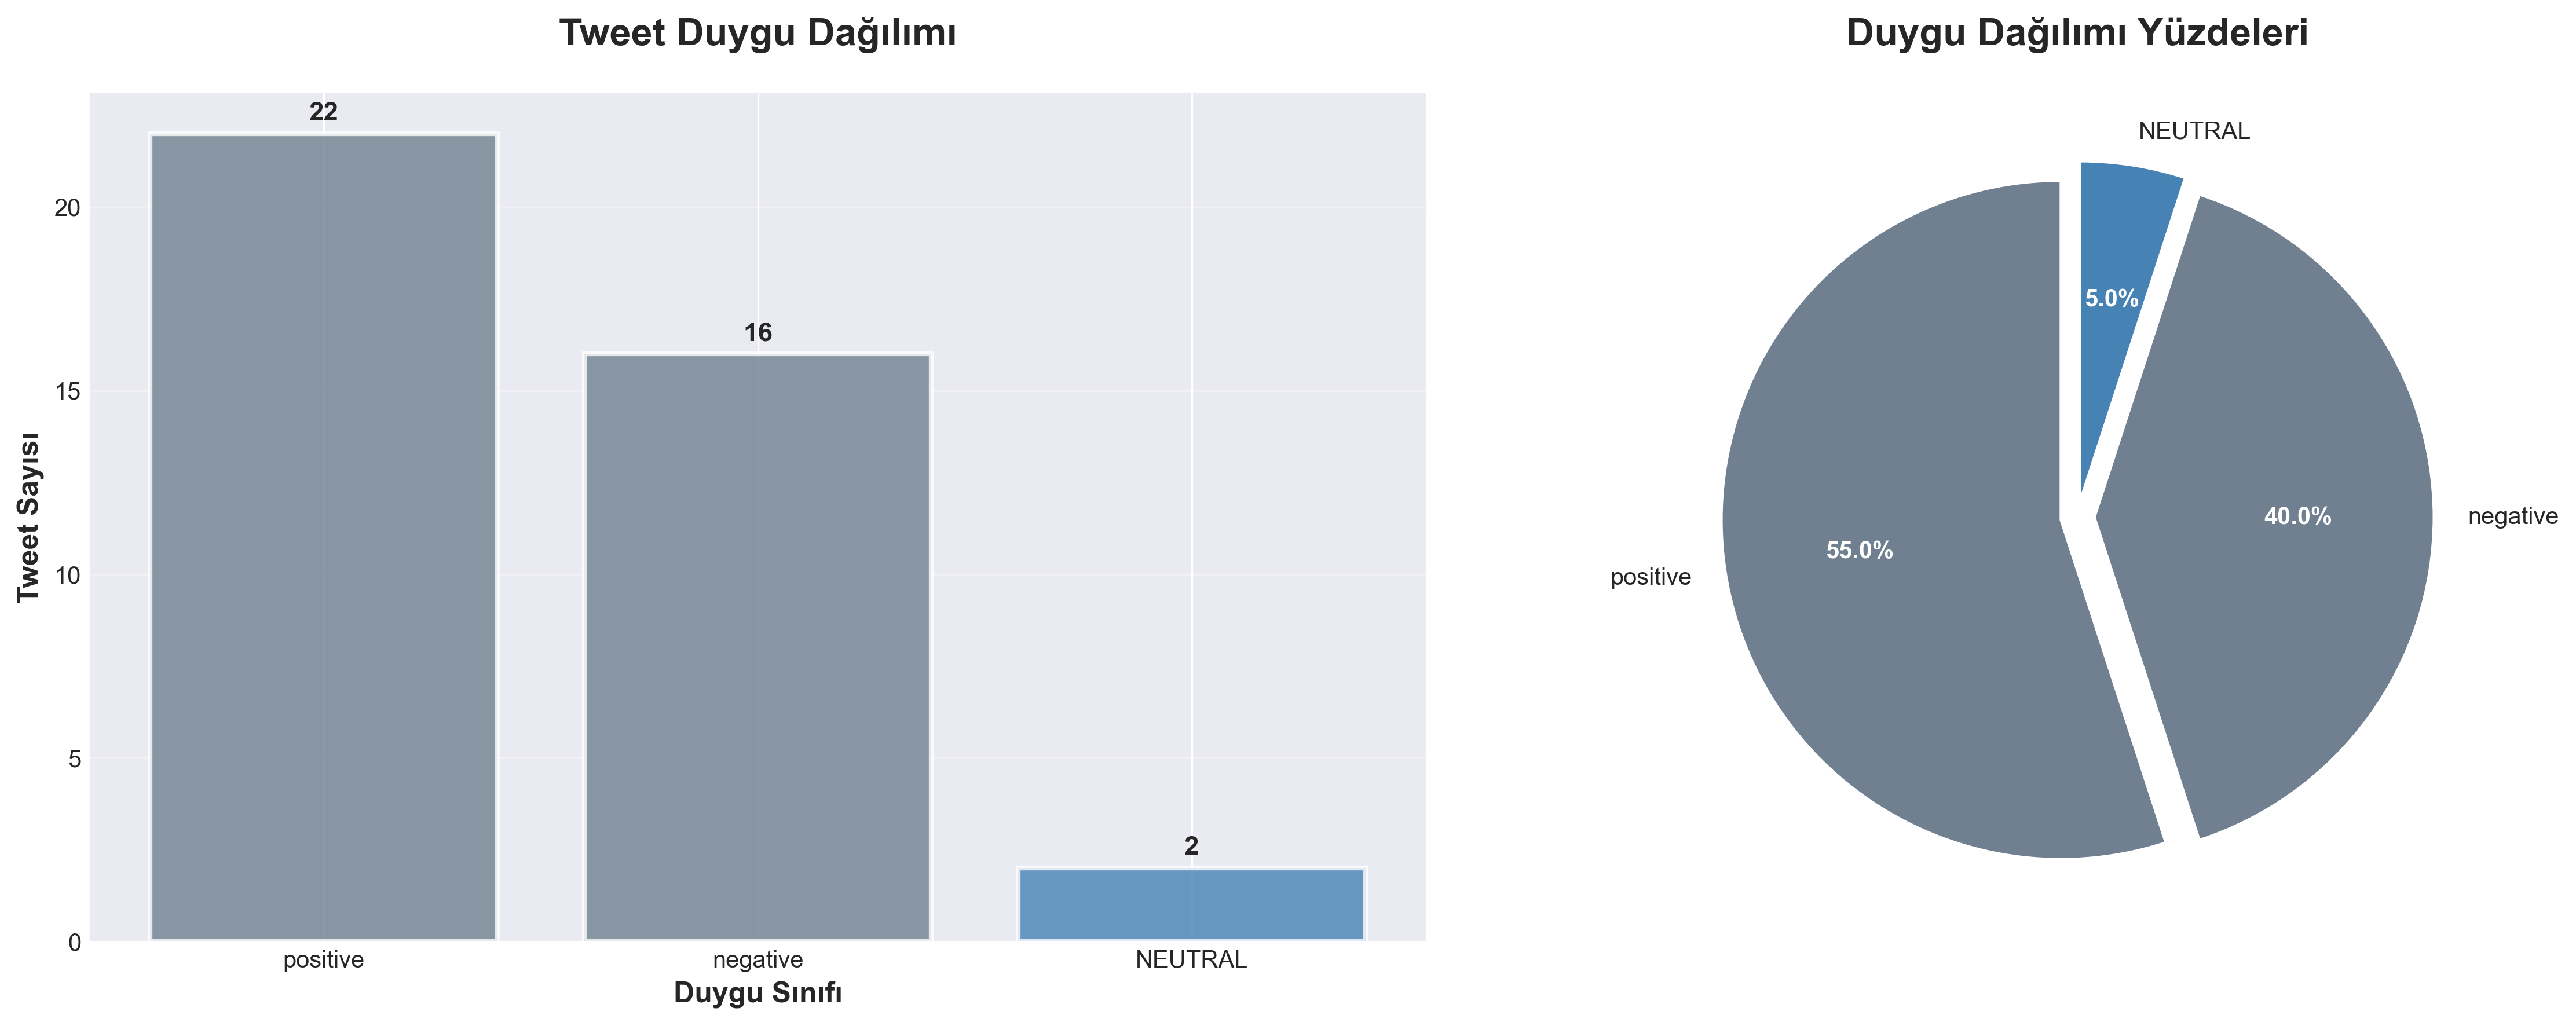 Tweet Duygu Dağılımı
22
16
2
20
15
10
5
0
Tweet Sayısı
positive
negative
NEUTRAL
Duygu Sınıfı
Duygu Dağılımı Yüzdeleri
NEUTRAL
5.0%
40.0%
negative
55.0%
positive